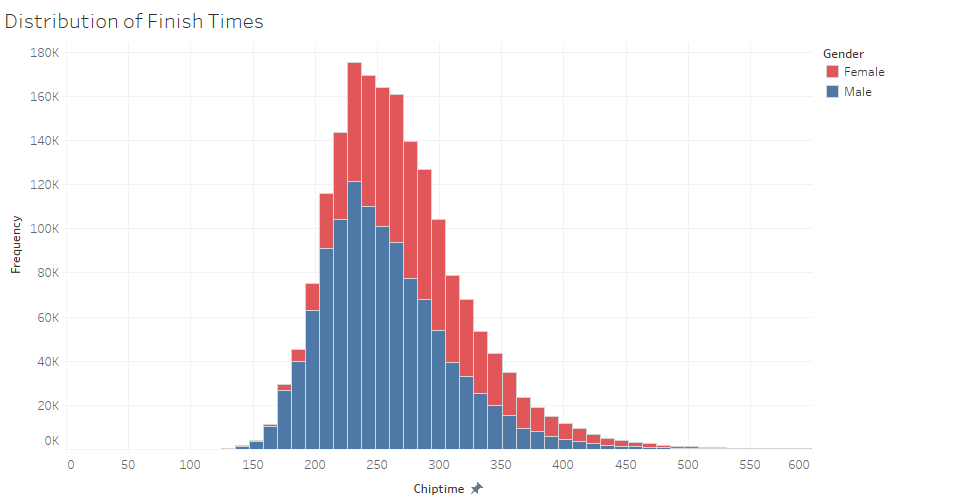 Distribution of Finish Times
Gender
Female
Male
180K
160K
140K
120K
100K
80K
60K
40K
20K
0K
Frequency
0 50 100 150 200 250 300 350 400 450 500 550 600
Chiptime